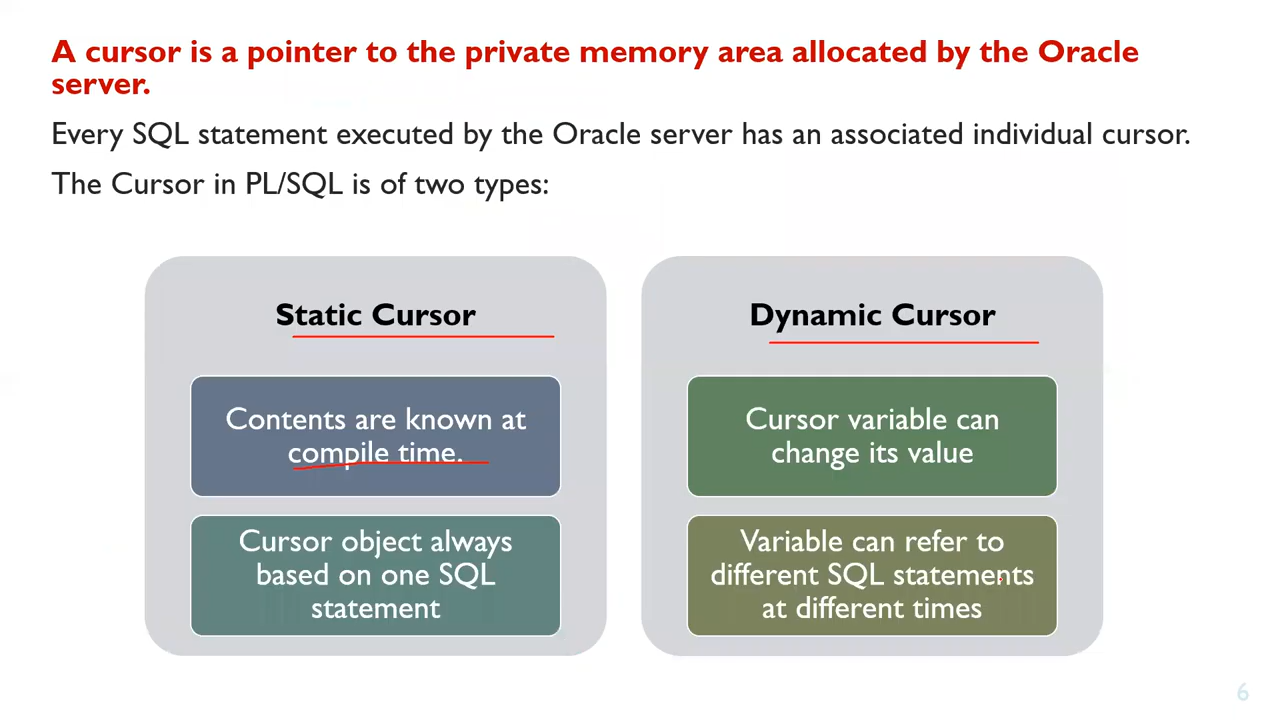 A cursor is a pointer to the private memory area allocated by the Oracle
server.
Every SQL statement executed by the Oracle server has an associated individual cursor.
The Cursor in PL/SQL is of two types:
Static Cursor
Contents are known at
compile time.
Cursor object always
based on one SQL
statement
Dynamic Cursor
Cursor variable can
change its value
Variable can refer to
different SQL statements
at different times
6